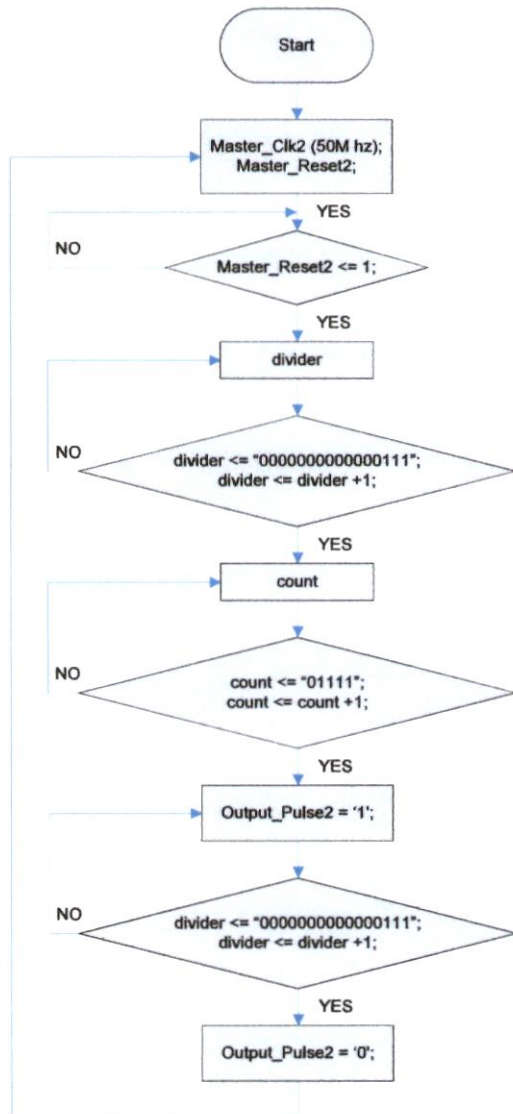 Start
Master_Clk2 (50M hz);
Master_Reset2;
YES
NO
Master_Reset2 <= 1;
YES
divider
NO
divider <= "0000000000000111";
divider <= divider +1;
YES
count
NO
count <= "01111";
count <= count +1;
YES
Output_Pulse2 = '1';
NO
divider <= "0000000000000111";
divider <= divider +1;
YES
Output_Pulse2 = '0';